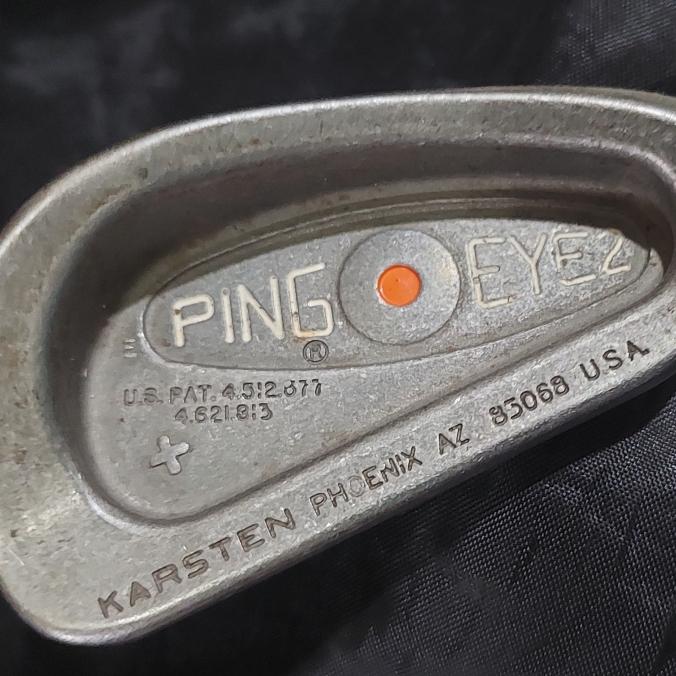 PING EYE2
®
U.S. PAT. 4.512.577
4.621.813
+
KARSTEN PHOENIX AZ 85068 USA